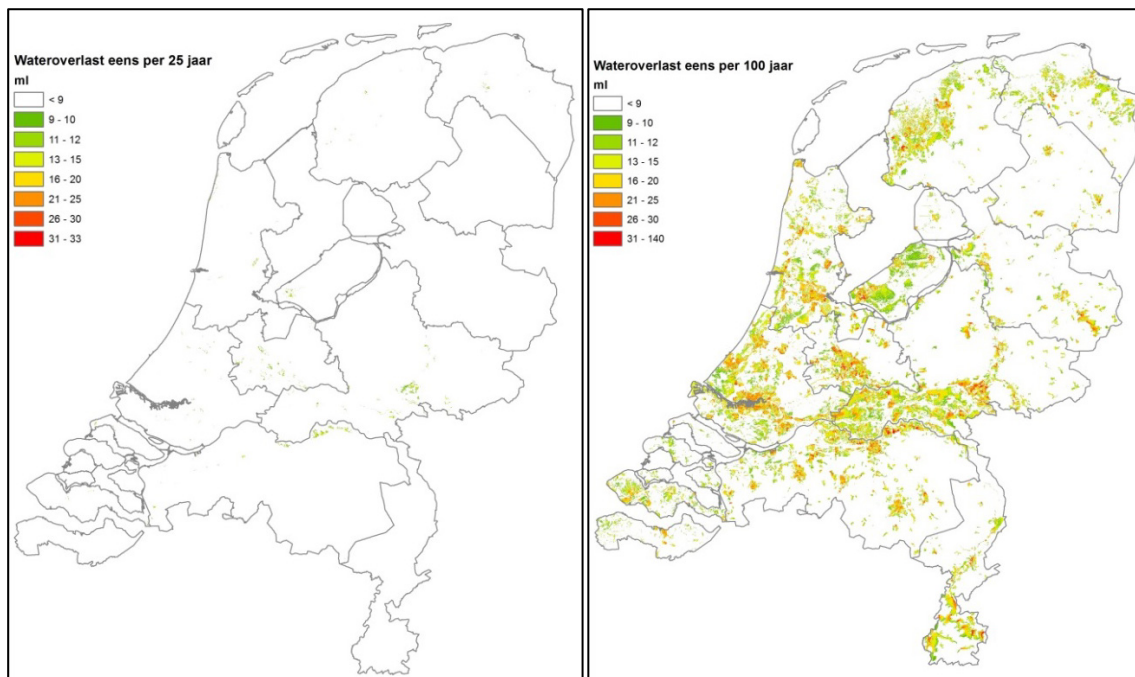 Wateroverlast eens per 25 jaar
ml
< 9
9 - 10
11 - 12
13 - 15
16 - 20
21 - 25
26 - 30
31 - 33
Wateroverlast eens per 100 jaar
ml
< 9
9 - 10
11 - 12
13 - 15
16 - 20
21 - 25
26 - 30
31 - 140